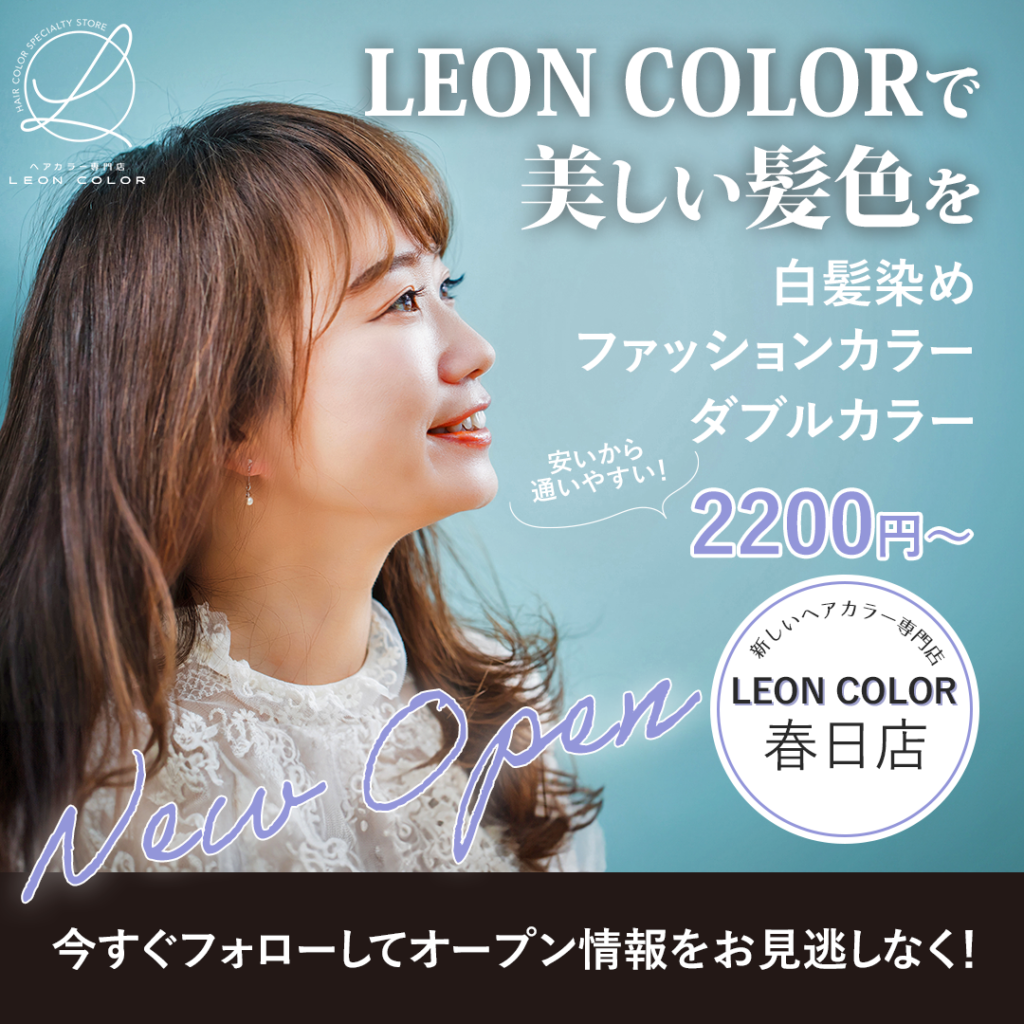 HAIR COLOR SPECIALTY STORE
ヘアカラー専門店
LEON COLOR
LEON COLORで
美しい髪色を
白髪染め
ファッションカラー
ダブルカラー
安いから
通いやすい!
2200円〜
新しいヘアカラー専門店
LEON COLOR
春日店
New Open
今すぐフォローしてオープン情報をお見逃しなく!